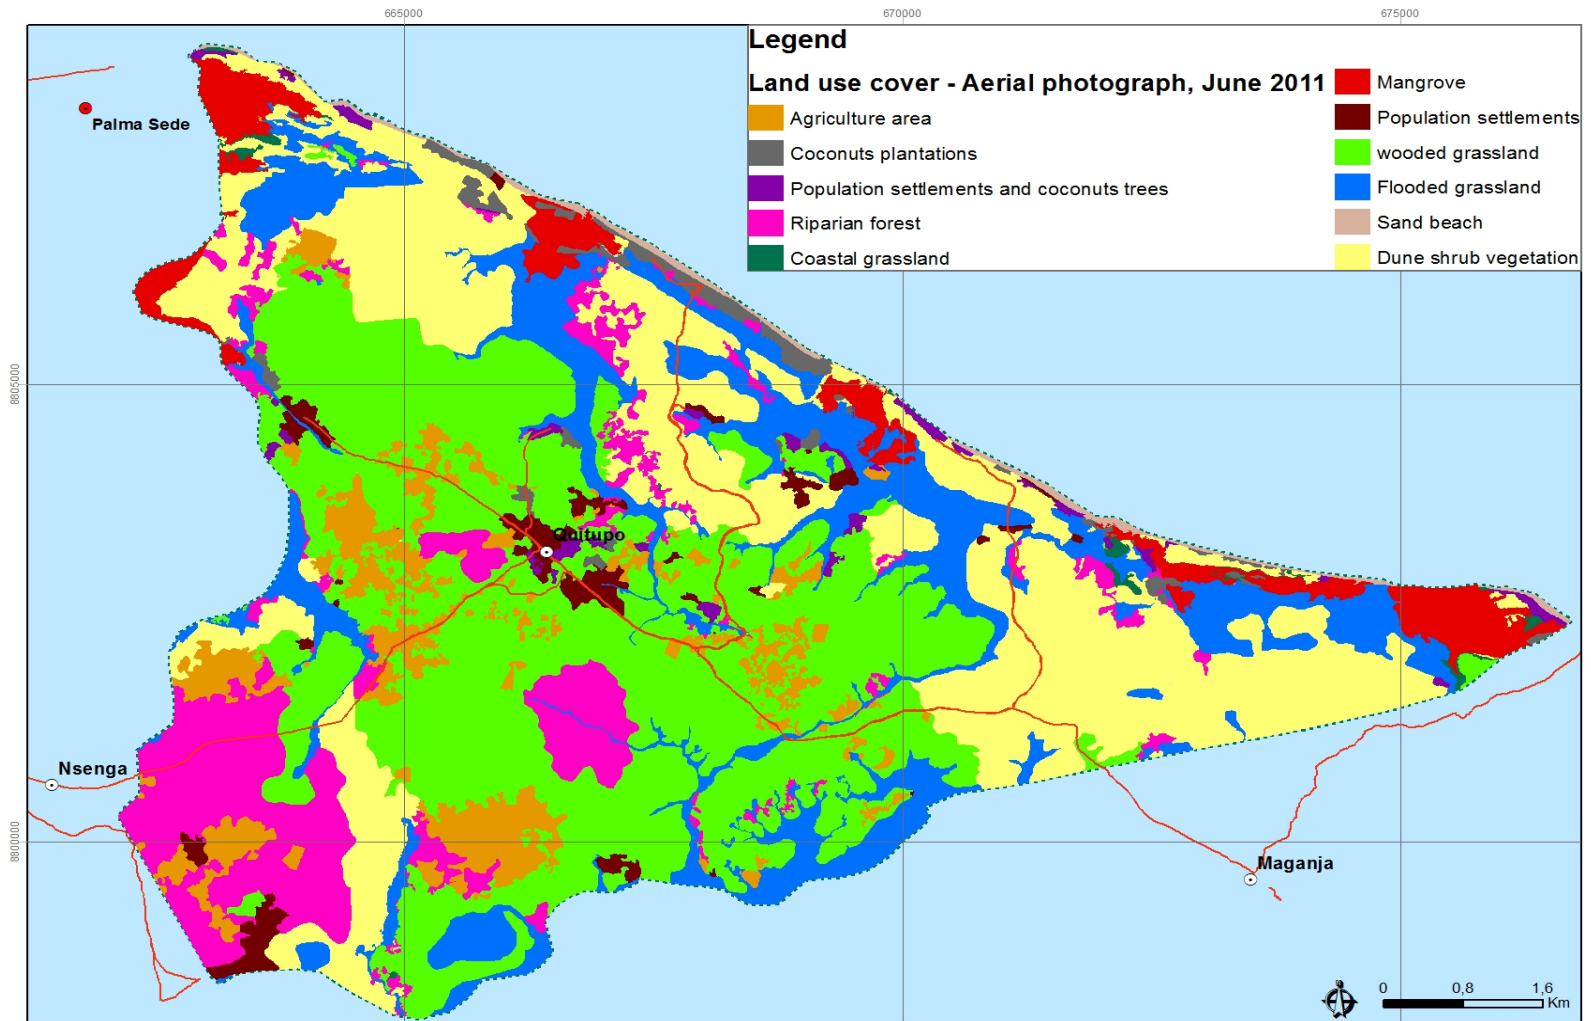 665000
670000
675000
Legend
Land use cover - Aerial photograph, June 2011
Agriculture area
Coconuts plantations
Population settlements and coconuts trees
Riparian forest
Coastal grassland
Mangrove
Population settlements
wooded grassland
Flooded grassland
Sand beach
Dune shrub vegetation
Palma Sede
8805000
Quitupo
Nsenga
8800000
Maganja
0 0,8 1,6
Km